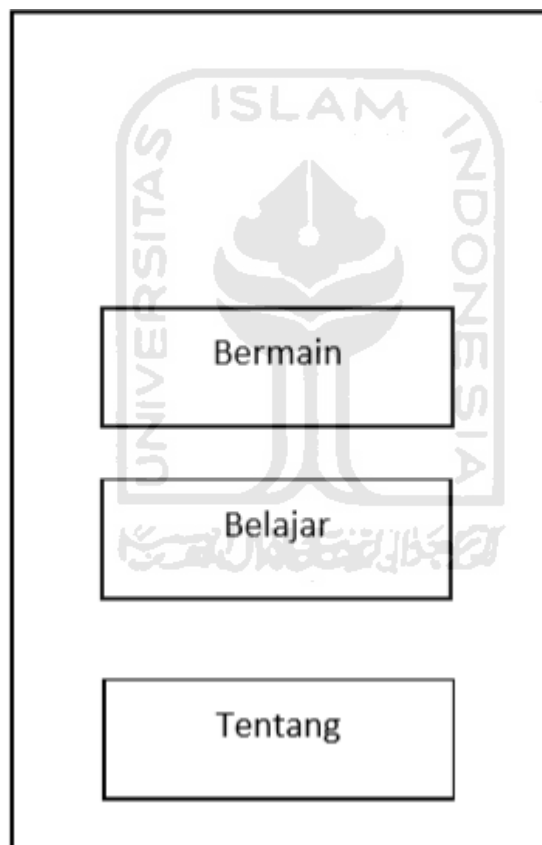 ISLAM
UNIVERSITAS
INDONESIA
Bermain
Belajar
Tentang